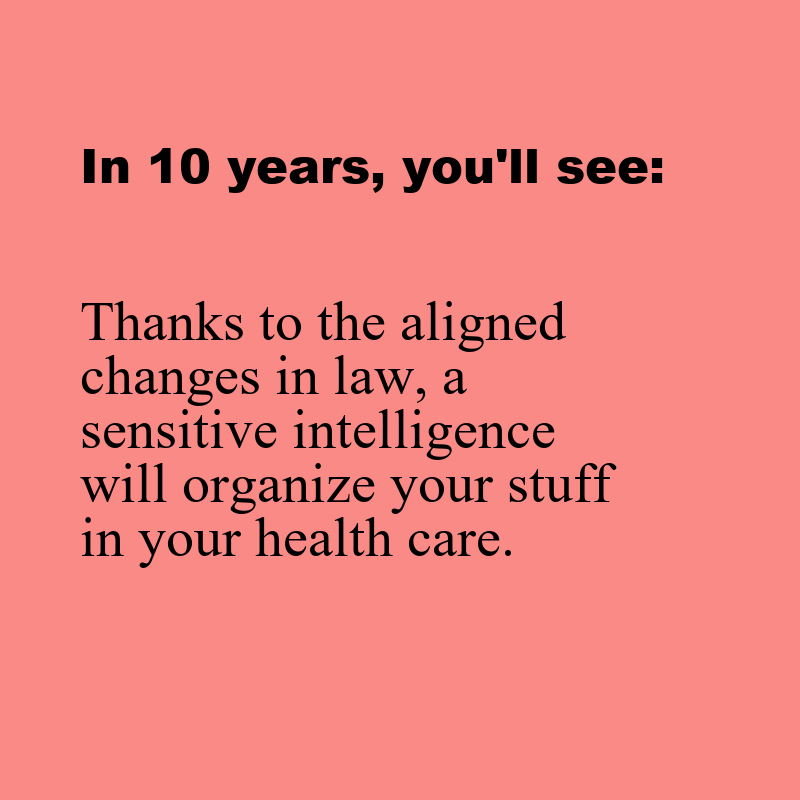 In 10 years, you'll see:
Thanks to the aligned
changes in law, a
sensitive intelligence
will organize your stuff
in your health care.